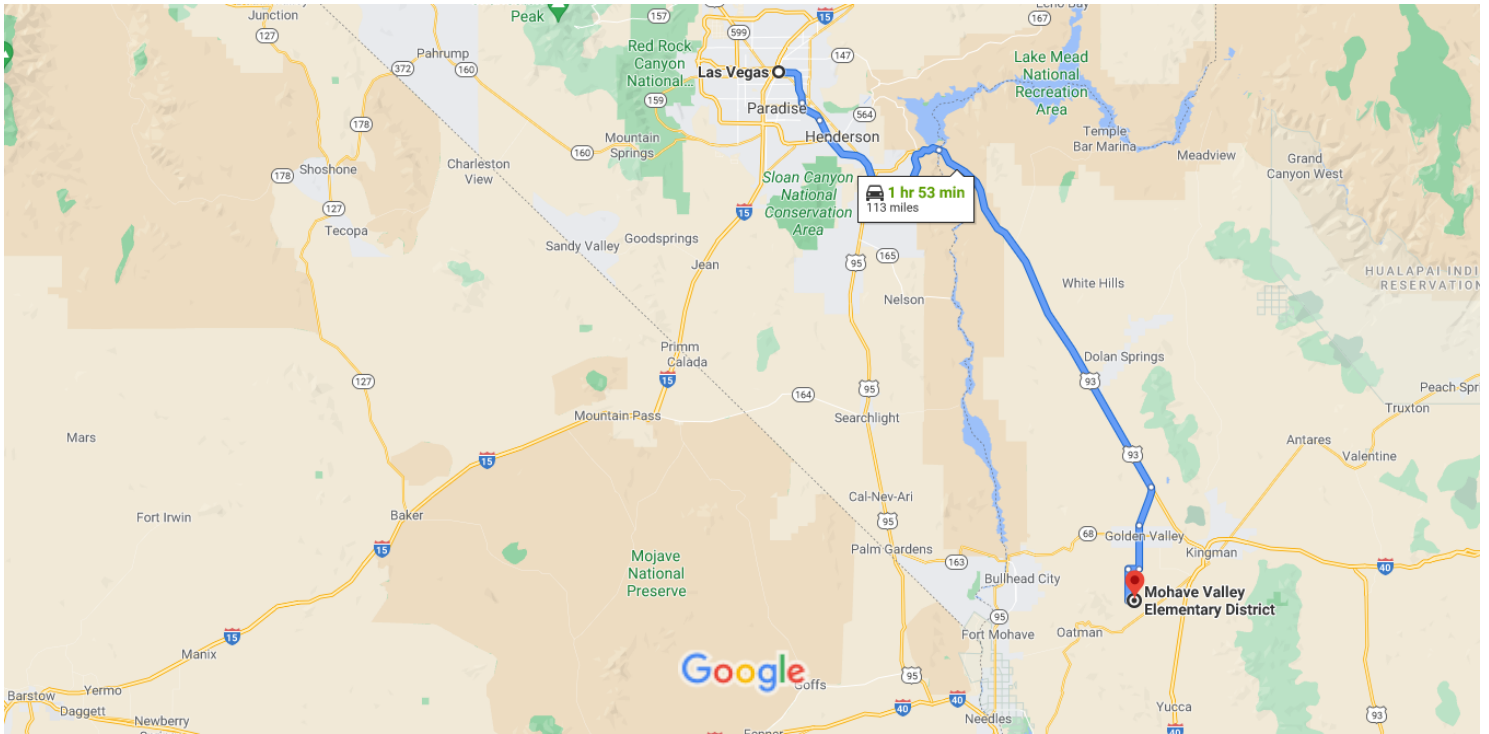 Junction
127
Peak
157
15
599
167
Pahrump
372
160
Red Rock
Canyon
National...
147
Las Vegas
Lake Mead
National
Recreation
Area
159
Paradise
564
178
Mountain
Springs
160
Henderson
Temple
Bar Marina
Meadview
Grand
Canyon West
Charleston
View
178
Shoshone
Sloan Canyon
National
Conservation
Area
1 hr 53 min
113 miles
127
Tecopa
15
Sandy Valley
Goodsprings
Jean
95
165
HUALAPAI INDI
RESERVATION
White Hills
Nelson
Primm
Calada
Dolan Springs
127
15
93
95
164
Peach Spri
Mountain Pass
Searchlight
Truxton
Mars
Antares
Valentine
93
15
Cal-Nev-Ari
Fort Irwin
Baker
95
68
Golden Valley
Kingman
15
Palm Gardens
163
40
Mojave
National
Preserve
Bullhead City
Mohave Valley
Elementary District
95
Fort Mohave
Oatman
15
Manix
Google
Goffs
95
Barstow
Yermo
Daggett
Newberry
40
40
Needles
Yucca
93
40
Fenner